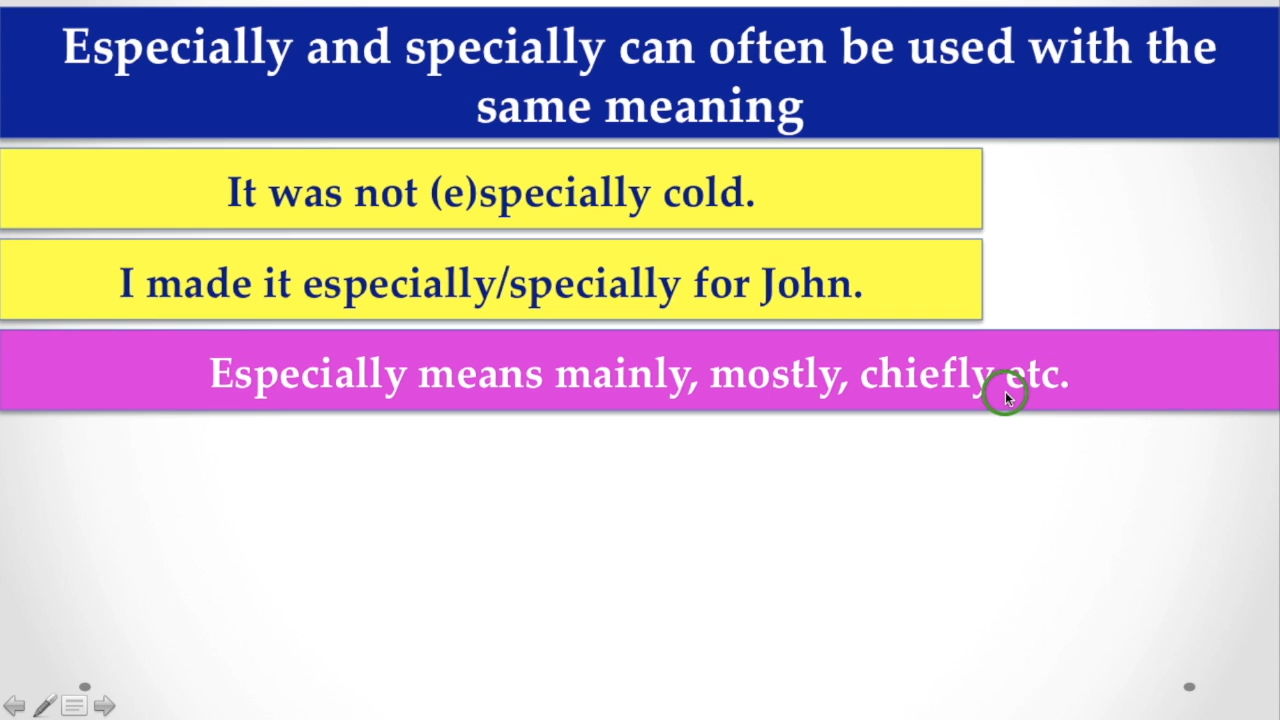 Especially and specially can often be used with the
same meaning
It was not (e)specially cold.
I made it especially/specially for John.
Especially means mainly, mostly, chiefly etc.